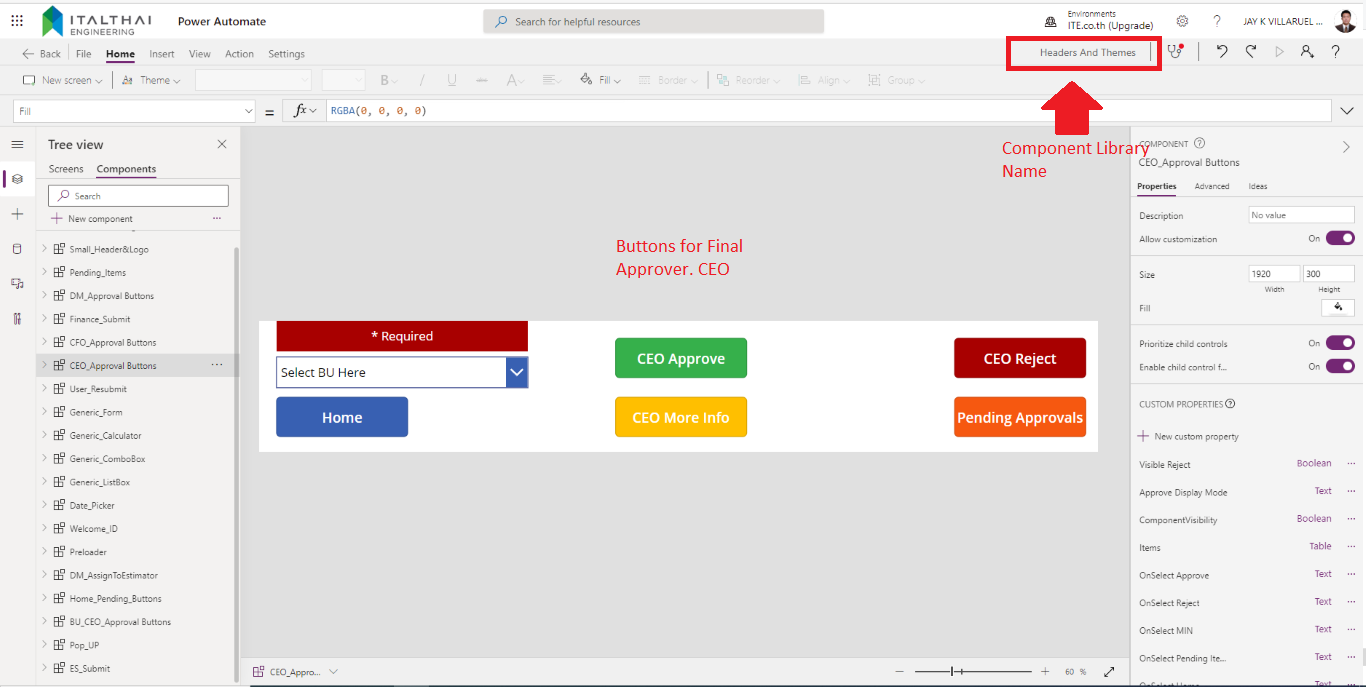 ITALTHAI
ENGINEERING
Power Automate
Search for helpful resources
Environments
ITE.co.th (Upgrade)
?
JAY K VILLARUEL ...
Back
File
Home
Insert
View
Action
Settings
Headers And Themes
?
New screen
Theme
B
/
U
abc
A
Fill
Border
Reorder
Align
Group
Fill
=
fx
RGBA(0, 0, 0, 0)
Component Library
Name
Tree view
Screens
Components
Search
New component
...
Small_Header&Logo
Pending_Items
DM_Approval Buttons
Finance_Submit
CFO_Approval Buttons
CEO_Approval Buttons
...
User_Resubmit
Generic_Form
Generic_Calculator
Generic_ComboBox
Generic_ListBox
Date_Picker
Welcome_ID
Preloader
DM_AssignToEstimator
Home_Pending_Buttons
BU_CEO_Approval Buttons
Pop_UP
ES_Submit
Buttons for Final
Approver. CEO
* Required
Select BU Here
Home
CEO Approve
CEO More Info
CEO Reject
Pending Approvals
CEO_Appro...
60 %
COMPONENT
CEO_Approval Buttons
Properties
Advanced
Ideas
Description
No value
Allow customization
On
Size
1920
300
Width
Height
Fill
Prioritize child controls
On
Enable child control f...
On
CUSTOM PROPERTIES
New custom property
Visible Reject
Boolean
...
Approve Display Mode
Text
...
ComponentVisibility
Boolean
...
Items
Table
...
OnSelect Approve
Text
...
OnSelect Reject
Text
...
OnSelect MIN
Text
...
OnSelect Pending Ite...
Text
...
OnSelect Home
Text
...